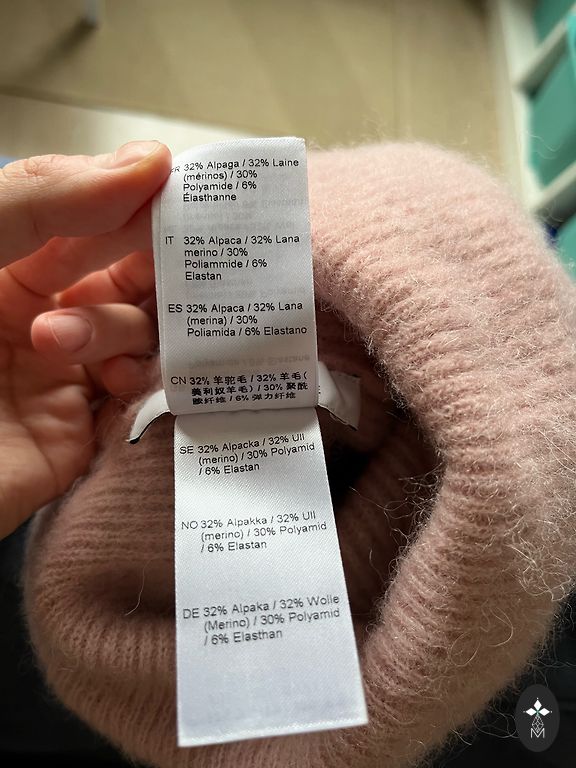 FR 32% Alpaga / 32% Laine
(mérinos) / 30%
Polyamide / 6%
Élasthanne
IT 32% Alpaca / 32% Lana
merino / 30%
Poliammide / 6%
Elastan
ES 32% Alpaca / 32% Lana
(merina) / 30%
Poliamida / 6% Elastano
CN 32% 羊驼毛 / 32% 羊毛(
美利奴羊毛) / 30% 聚酰
胺纤维 / 6% 弹力纤维
SE 32% Alpacka / 32% Ull
(merino) / 30% Polyamid
/ 6% Elastan
NO 32% Alpakka / 32% Ull
(merino) / 30% Polyamid
/ 6% Elastan
DE 32% Alpaka / 32% Wolle
(Merino) / 30% Polyamid
/ 6% Elasthan